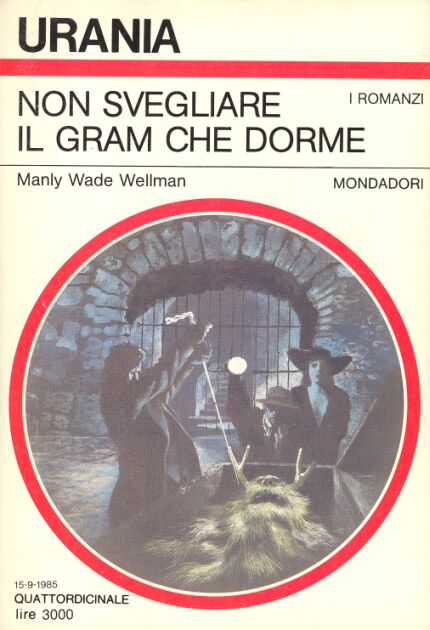 URANIA
NON SVEGLIARE
IL GRAM CHE DORME
I ROMANZI
Manly Wade Wellman
MONDADORI
15-9-1985
QUATTORDICINALE
lire 3000